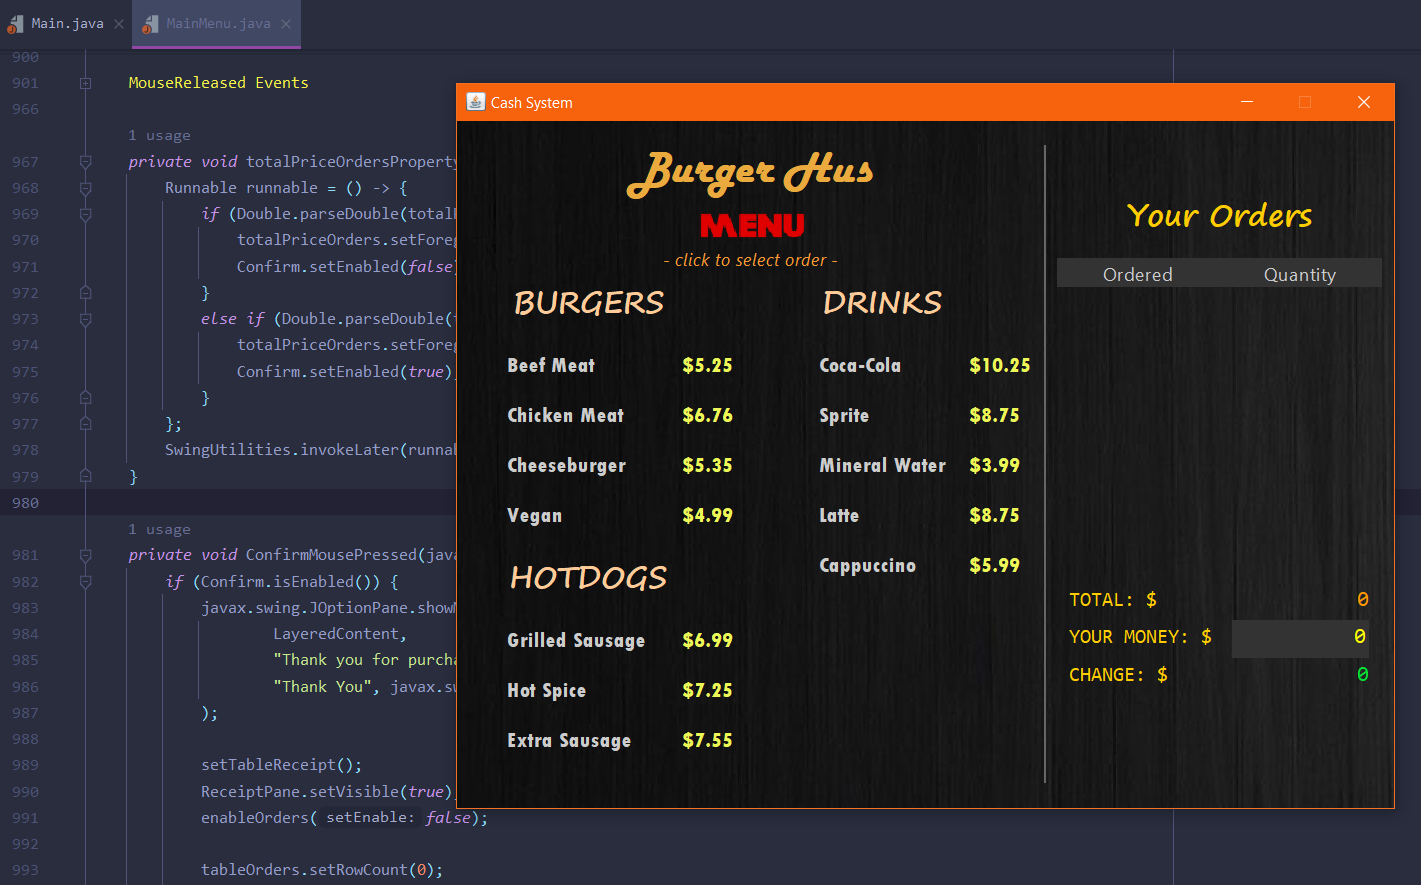 Main.java
MainMenu.java
900
901 MouseReleased Events
966
1 usage
967 private void totalPriceOrdersProperty
968 Runnable runnable = () -> {
969 if (Double.parseDouble(total
970 totalPriceOrders.setForeg
971 Confirm.setEnabled(false)
972 }
973 else if (Double.parseDouble(
974 totalPriceOrders.setForeg
975 Confirm.setEnabled(true)
976 }
977 };
978 SwingUtilities.invokeLater(runna
979 }
980
1 usage
981 private void ConfirmMousePressed(jav
982 if (Confirm.isEnabled()) {
983 javax.swing.JOptionPane.show
984 LayeredContent,
985 "Thank you for purch
986 "Thank You", javax.s
987 );
988
989 setTableReceipt();
990 ReceiptPane.setVisible(true)
991 enableOrders( setEnable: false);
992
993 tableOrders.setRowCount(0);
Cash System
Burger Hus
MENU
- click to select order -
BURGERS
Beef Meat $5.25
Chicken Meat $6.76
Cheeseburger $5.35
Vegan $4.99
HOTDOGS
Grilled Sausage $6.99
Hot Spice $7.25
Extra Sausage $7.55
DRINKS
Coca-Cola $10.25
Sprite $8.75
Mineral Water $3.99
Latte $8.75
Cappuccino $5.99
Your Orders
Ordered Quantity
TOTAL: $ 0
YOUR MONEY: $ 0
CHANGE: $ 0